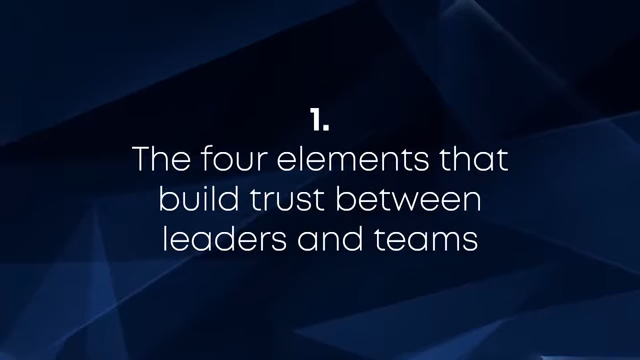 1.
The four elements that
build trust between
leaders and teams